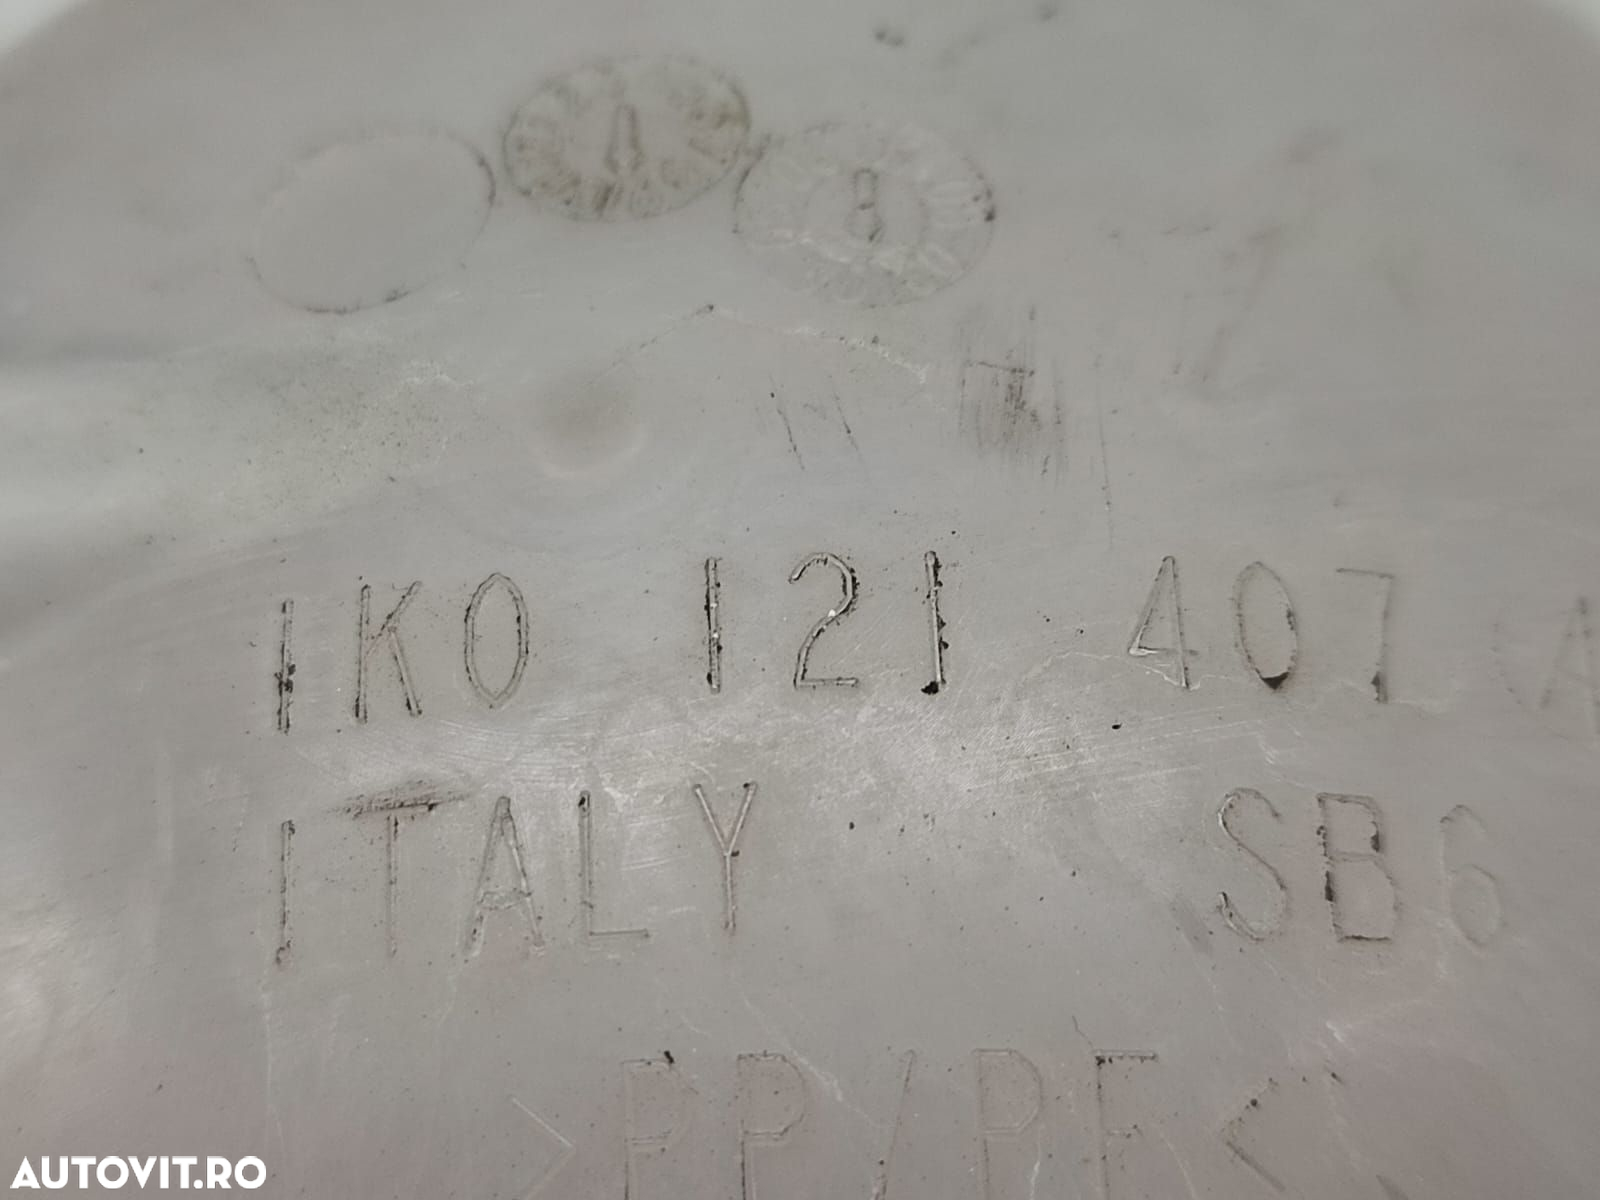 1K0 121 407 A
ITALY SB6
>PP/PE<
AUTOVIT.RO